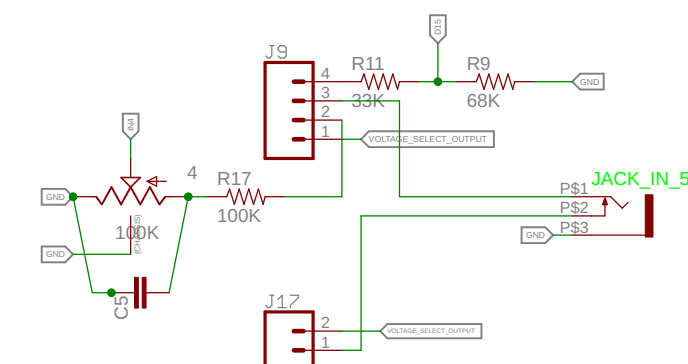 D15
J9
4
R11
R9
GND
33K
68K
3
2
1
VOLTAGE_SELECT_OUTPUT
IN4
4
R17
GND
100K
100K
(CHASSIS)
GND
C5
JACK_IN_5
P$1
P$2
GND
P$3
J17
2
VOLTAGE_SELECT_OUTPUT
1